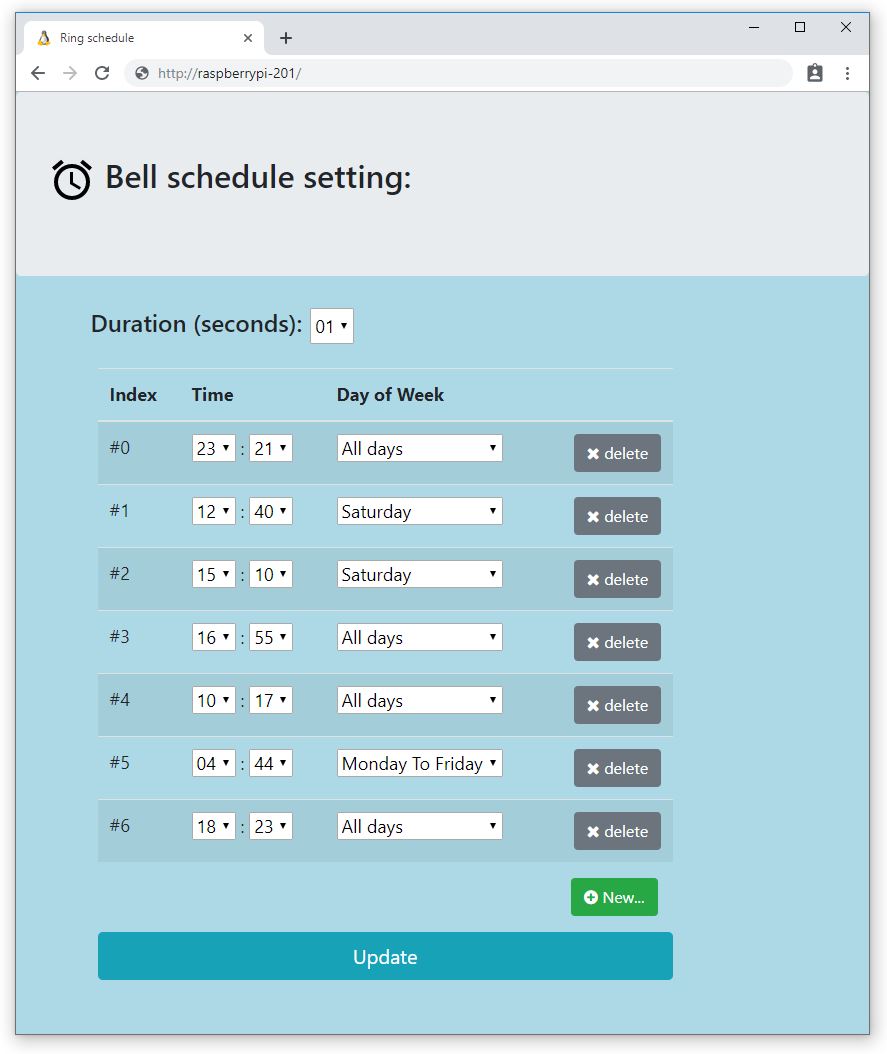 Ring schedule
http://raspberrypi-201/
Bell schedule setting:
Duration (seconds): 01
Index Time Day of Week
#0 23 : 21 All days delete
#1 12 : 40 Saturday delete
#2 15 : 10 Saturday delete
#3 16 : 55 All days delete
#4 10 : 17 All days delete
#5 04 : 44 Monday To Friday delete
#6 18 : 23 All days delete
New...
Update